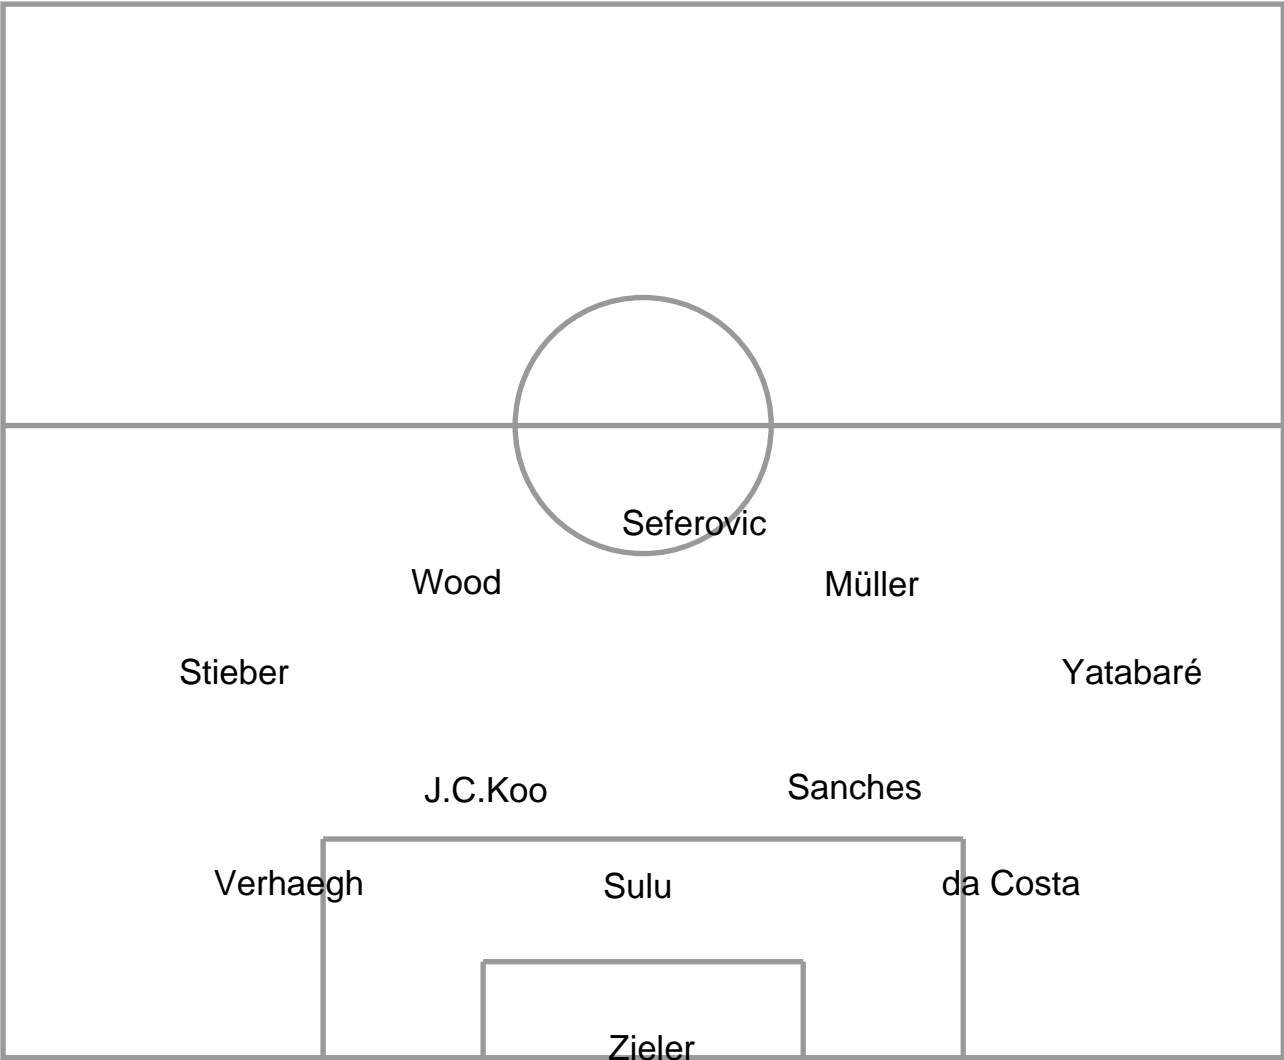 Seferovic
Wood
Müller
Stieber
Yatabaré
J.C.Koo
Sanches
Verhaegh
Sulu
da Costa
Zieler